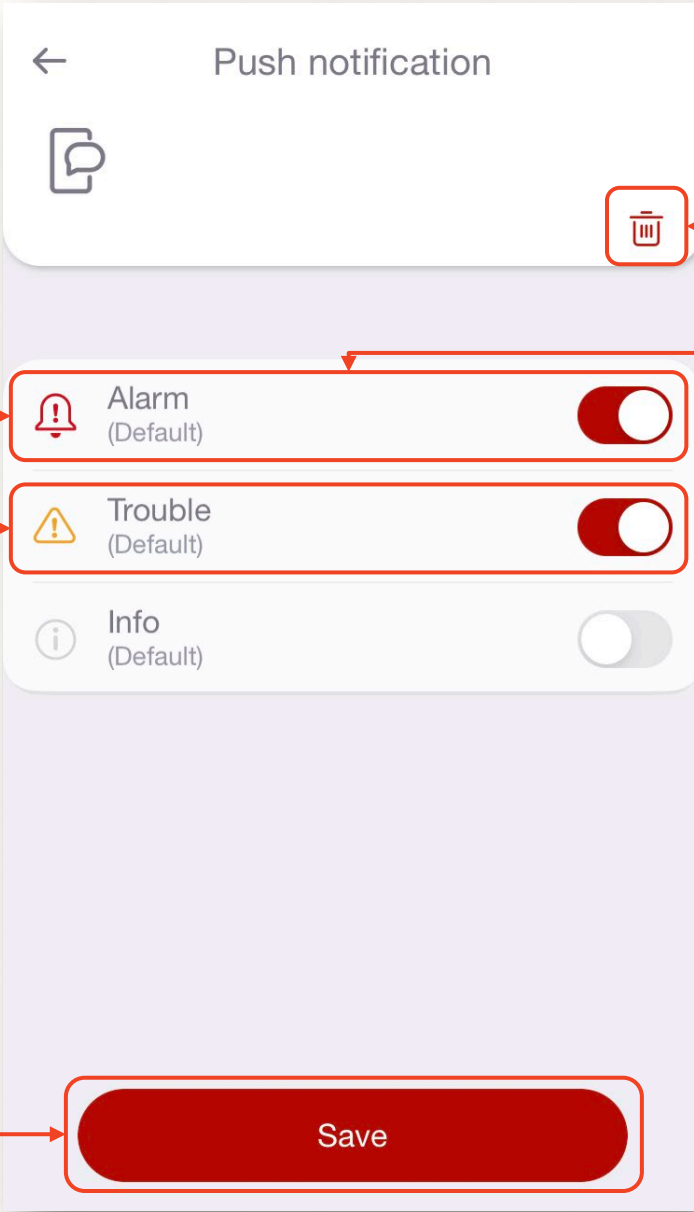 Push notification
Alarm
(Default)
Trouble
(Default)
Info
(Default)
Save